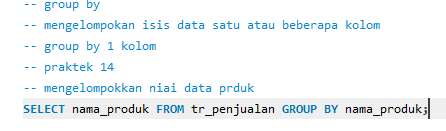 -- group by
-- mengelompokan isis data satu atau beberapa kolom
-- group by 1 kolom
-- praktek 14
-- mengelompokkan niai data prduk
SELECT nama_produk FROM tr_penjualan GROUP BY nama_produk;